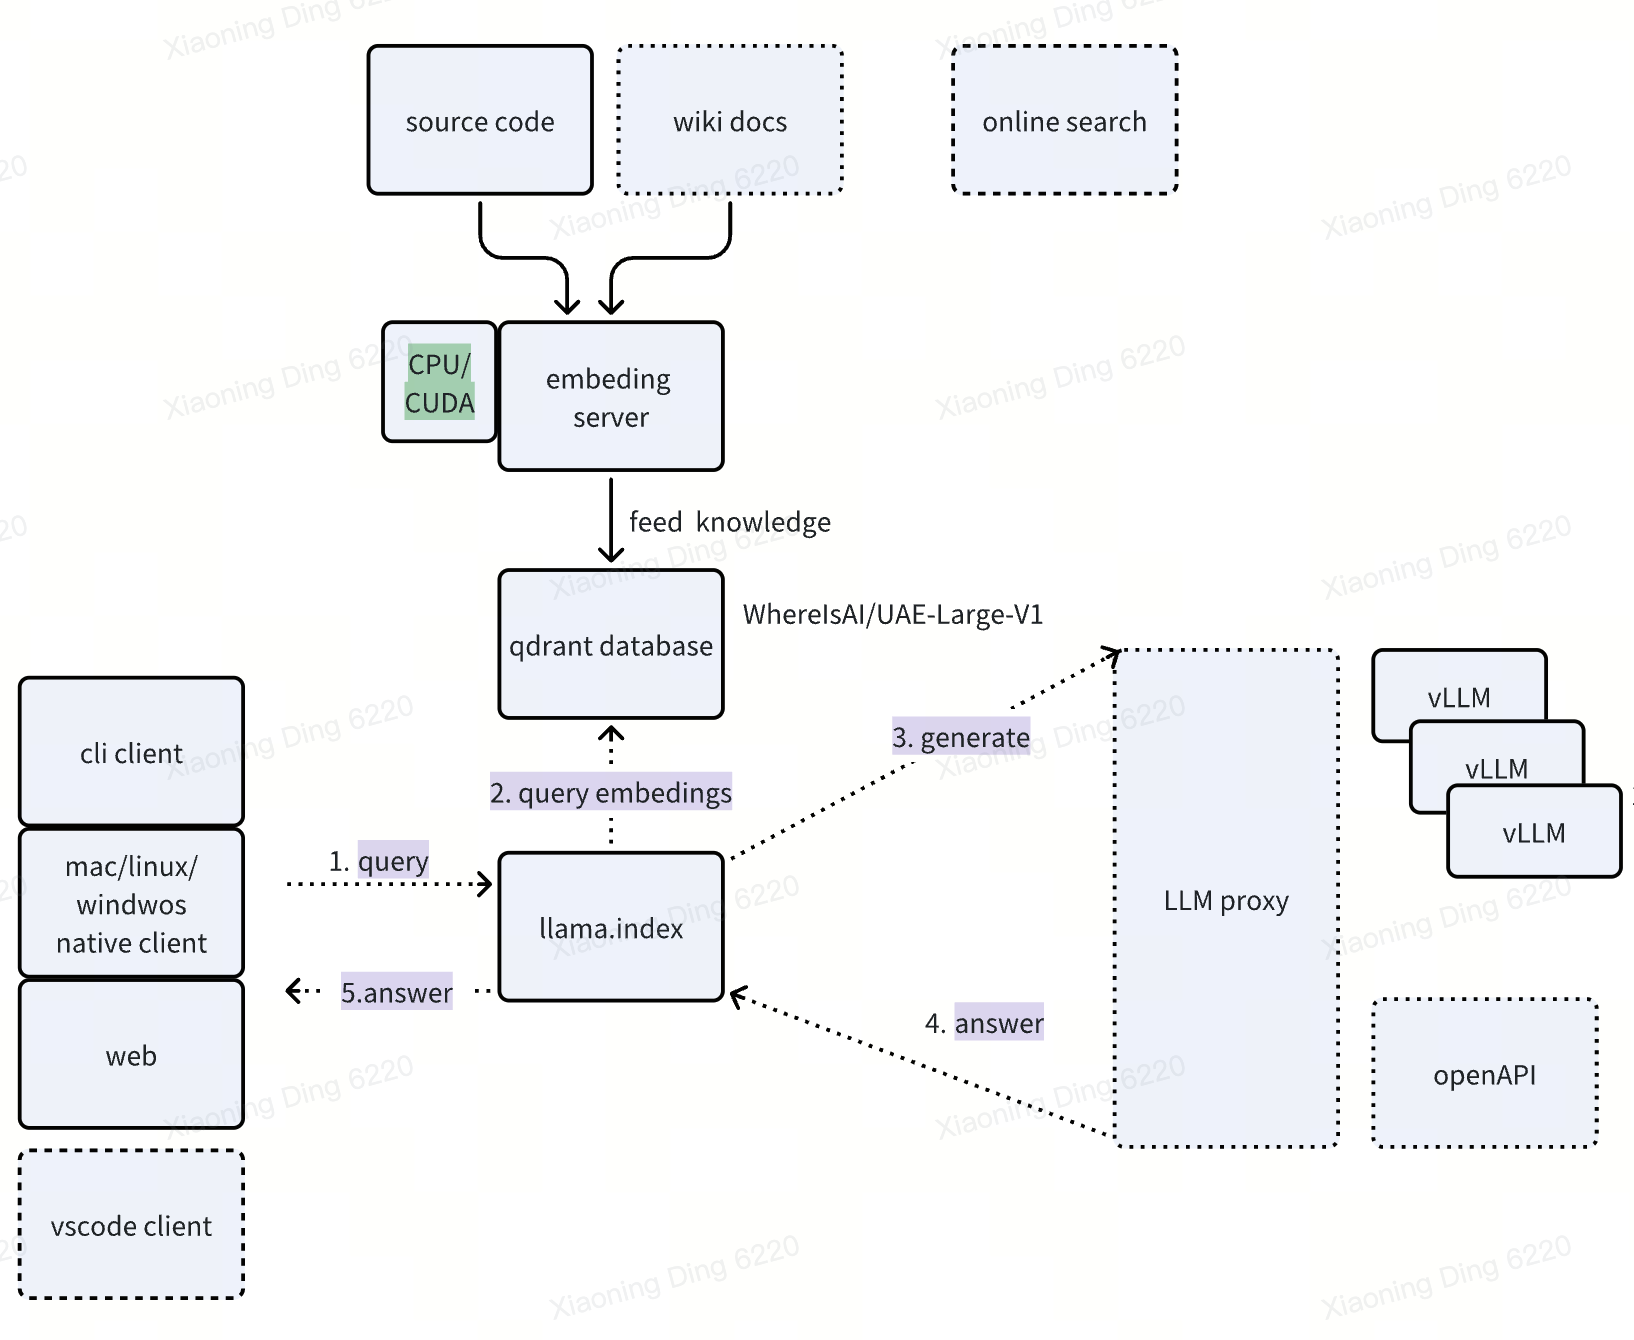 source code
wiki docs
online search
CPU/
CUDA
embeding
server
feed knowledge
qdrant database
WhereIsAI/UAE-Large-V1
cli client
mac/linux/
windwos
native client
web
vscode client
1. query
2. query embedings
3. generate
llama.index
5.answer
4. answer
LLM proxy
vLLM
vLLM
vLLM
openAPI
Xiaoning Ding 6220